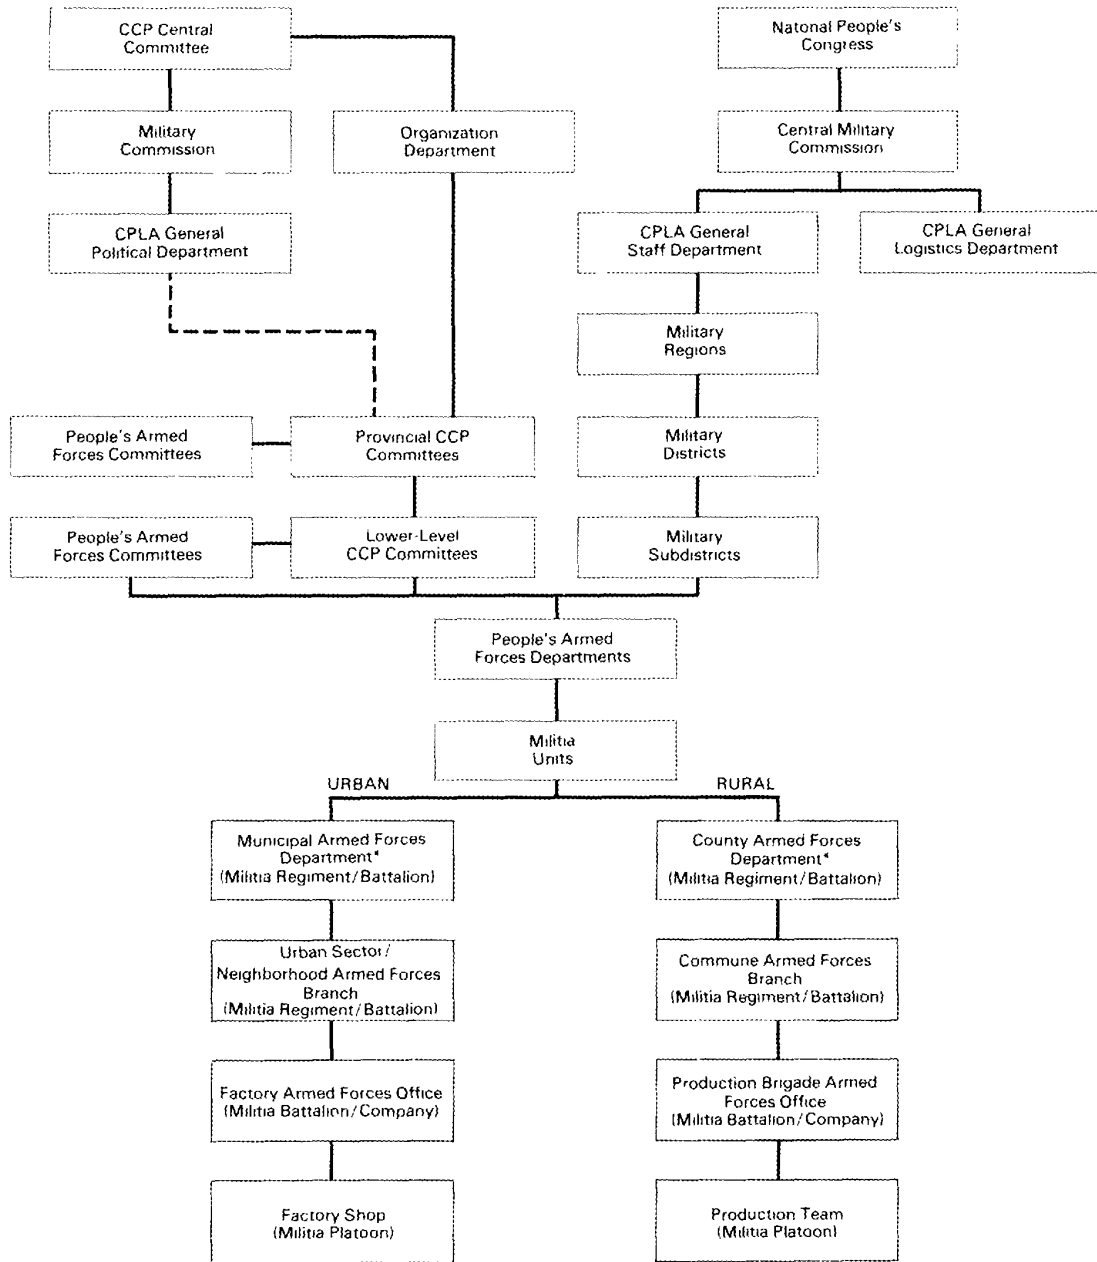 CCP Central
Committee
Natonal People's
Congress
Military
Commission
Organization
Department
Central Military
Commission
CPLA General
Political Department
CPLA General
Staff Department
CPLA General
Logistics Department
Military
Regions
People's Armed
Forces Committees
Provincial CCP
Committees
Military
Districts
People's Armed
Forces Committees
Lower-Level
CCP Committees
Military
Subdistricts
People's Armed
Forces Departments
Militia
Units
URBAN
RURAL
Municipal Armed Forces
Department*
(Militia Regiment/Battalion)
County Armed Forces
Department*
(Militia Regiment/Battalion)
Urban Sector/
Neighborhood Armed Forces
Branch
(Militia Regiment/Battalion)
Commune Armed Forces
Branch
(Militia Regiment/Battalion)
Factory Armed Forces Office
(Militia Battalion/Company)
Production Brigade Armed
Forces Office
(Militia Battalion/Company)
Factory Shop
(Militia Platoon)
Production Team
(Militia Platoon)